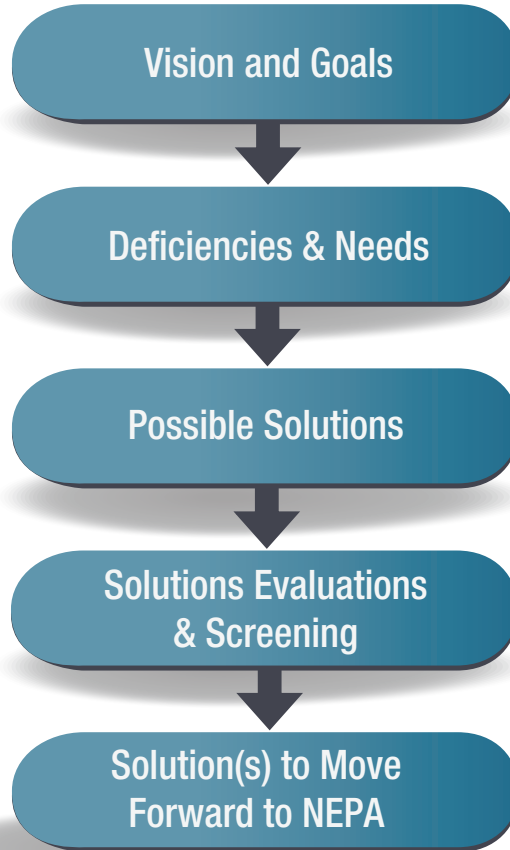 Vision and Goals
Deficiencies & Needs
Possible Solutions
Solutions Evaluations
& Screening
Solution(s) to Move
Forward to NEPA